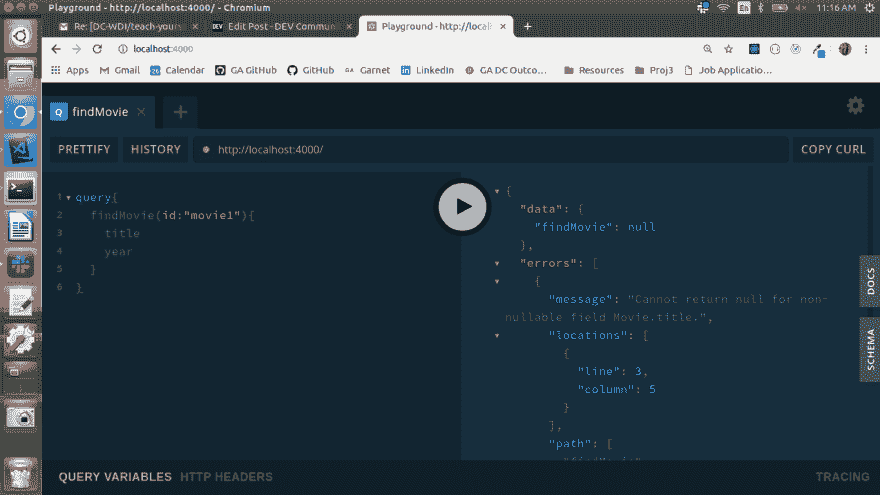 Playground - http://localhost:4000/ - Chromium
En
11:16 AM
Re: [DC-WDI/teach-yours
Edit Post - DEV Commun
Playground - http://local
localhost:4000
Apps
Gmail
Calendar
GA GitHub
GitHub
GA
Garnet
LinkedIn
GA DC Outco...
Resources
Proj3
Job Applicatio...
Q findMovie
PRETTIFY
HISTORY
http://localhost:4000/
COPY CURL
1 query{
2 findMovie(id:"movie1"){
3 title
4 year
5 }
6 }
{
"data": {
"findMovie": null
},
"errors": [
{
"message": "Cannot return null for non-
nullable field Movie.title.",
"locations": [
{
"line": 3,
"column": 5
}
],
"path": [
DOCS
SCHEMA
QUERY VARIABLES
HTTP HEADERS
TRACING